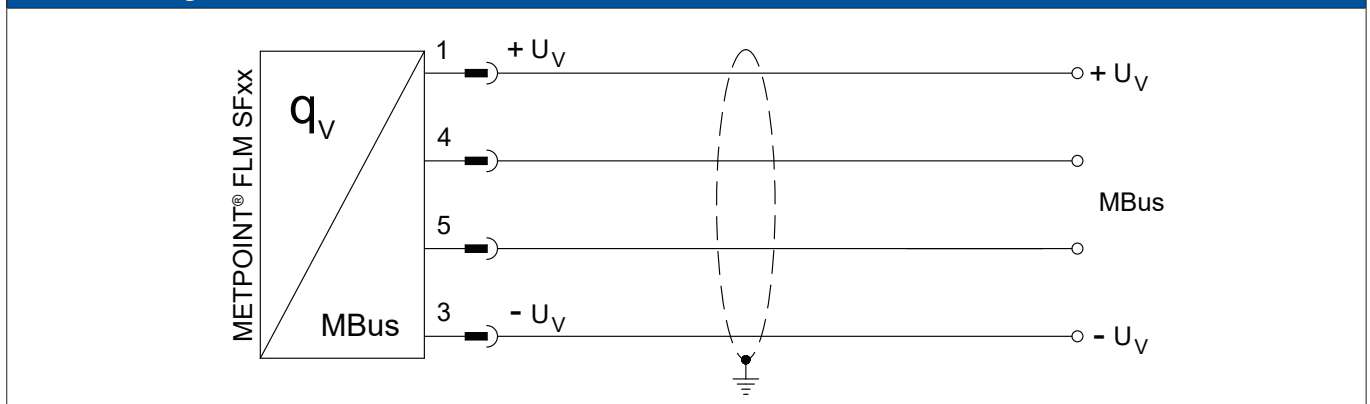 METPOINT® FLM SFxx
qV
MBus
1
+ UV
4
5
3
- UV
+ UV
MBus
- UV